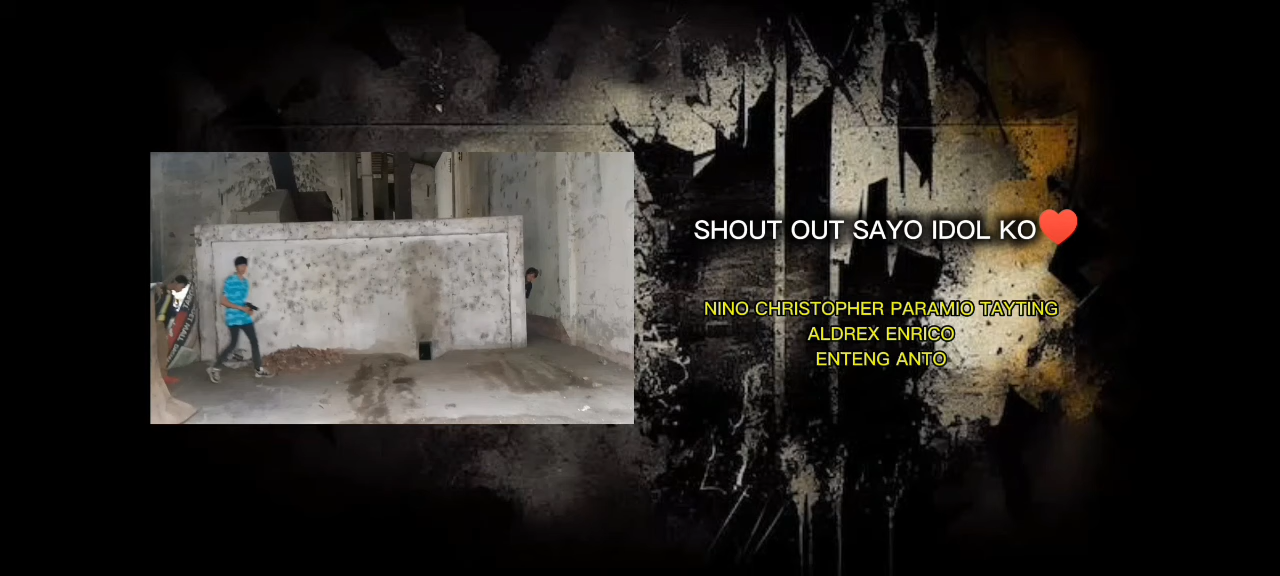 SHOUT OUT SAYO IDOL KO❤️
NINO CHRISTOPHER PARAMIO TAYTING
ALDREX ENRICO
ENTENG ANTO